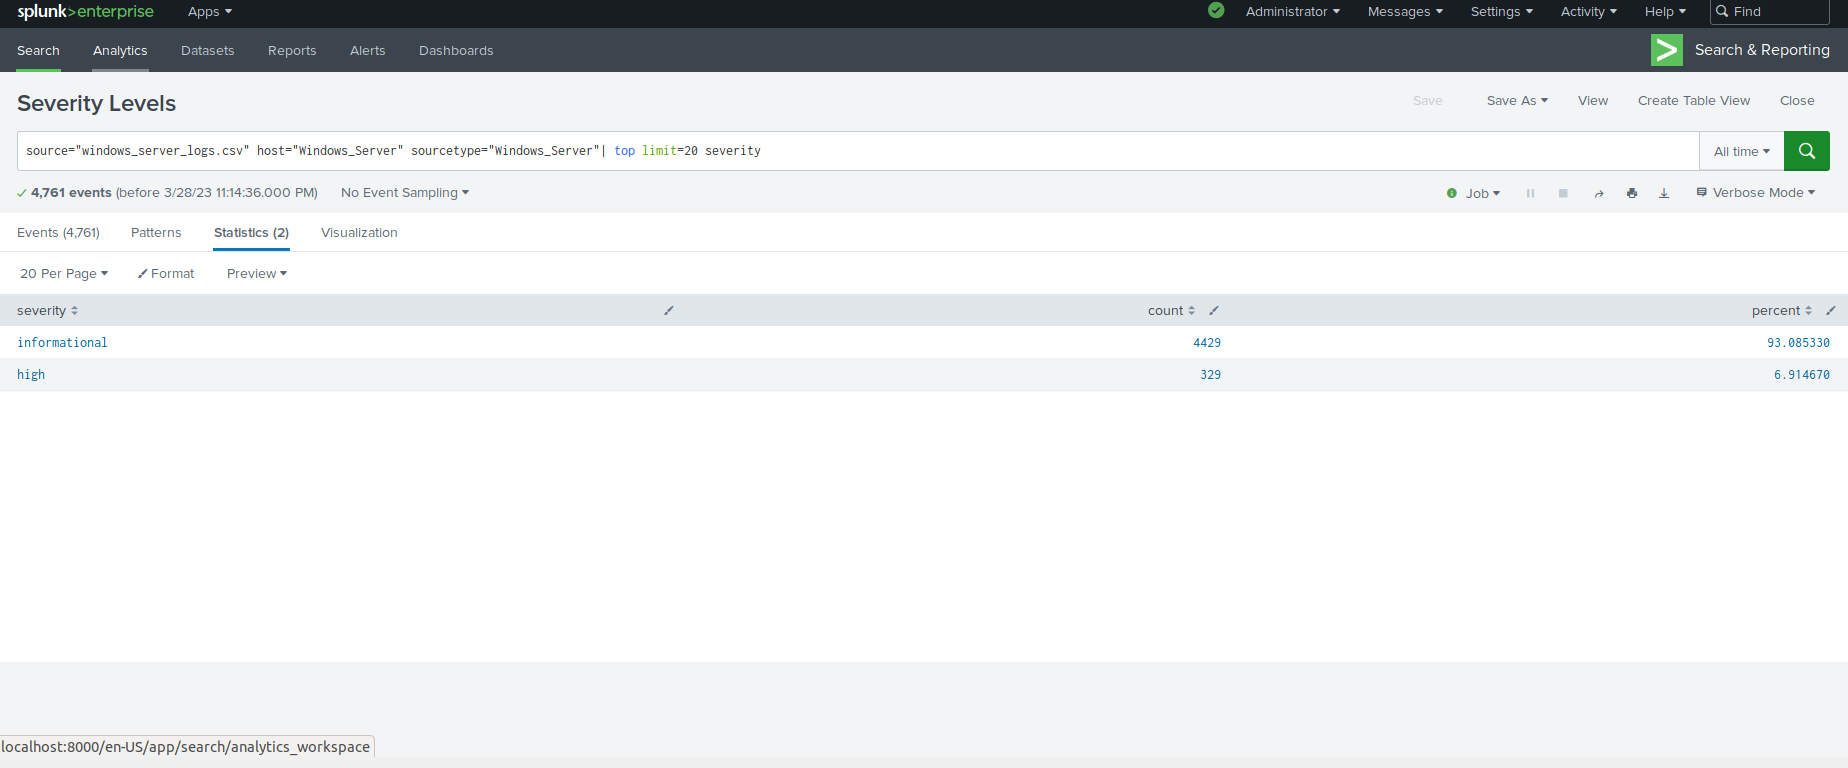 splunk>enterprise Apps Administrator Messages Settings Activity Help Find
Search Analytics Datasets Reports Alerts Dashboards Search & Reporting
Severity Levels Save Save As View Create Table View Close
source="windows_server_logs.csv" host="Windows_Server" sourcetype="Windows_Server"| top limit=20 severity All time
4,761 events (before 3/28/23 11:14:36.000 PM) No Event Sampling Job Verbose Mode
Events (4,761) Patterns Statistics (2) Visualization
20 Per Page Format Preview
severity count percent
informational 4429 93.085330
high 329 6.914670
localhost:8000/en-US/app/search/analytics_workspace